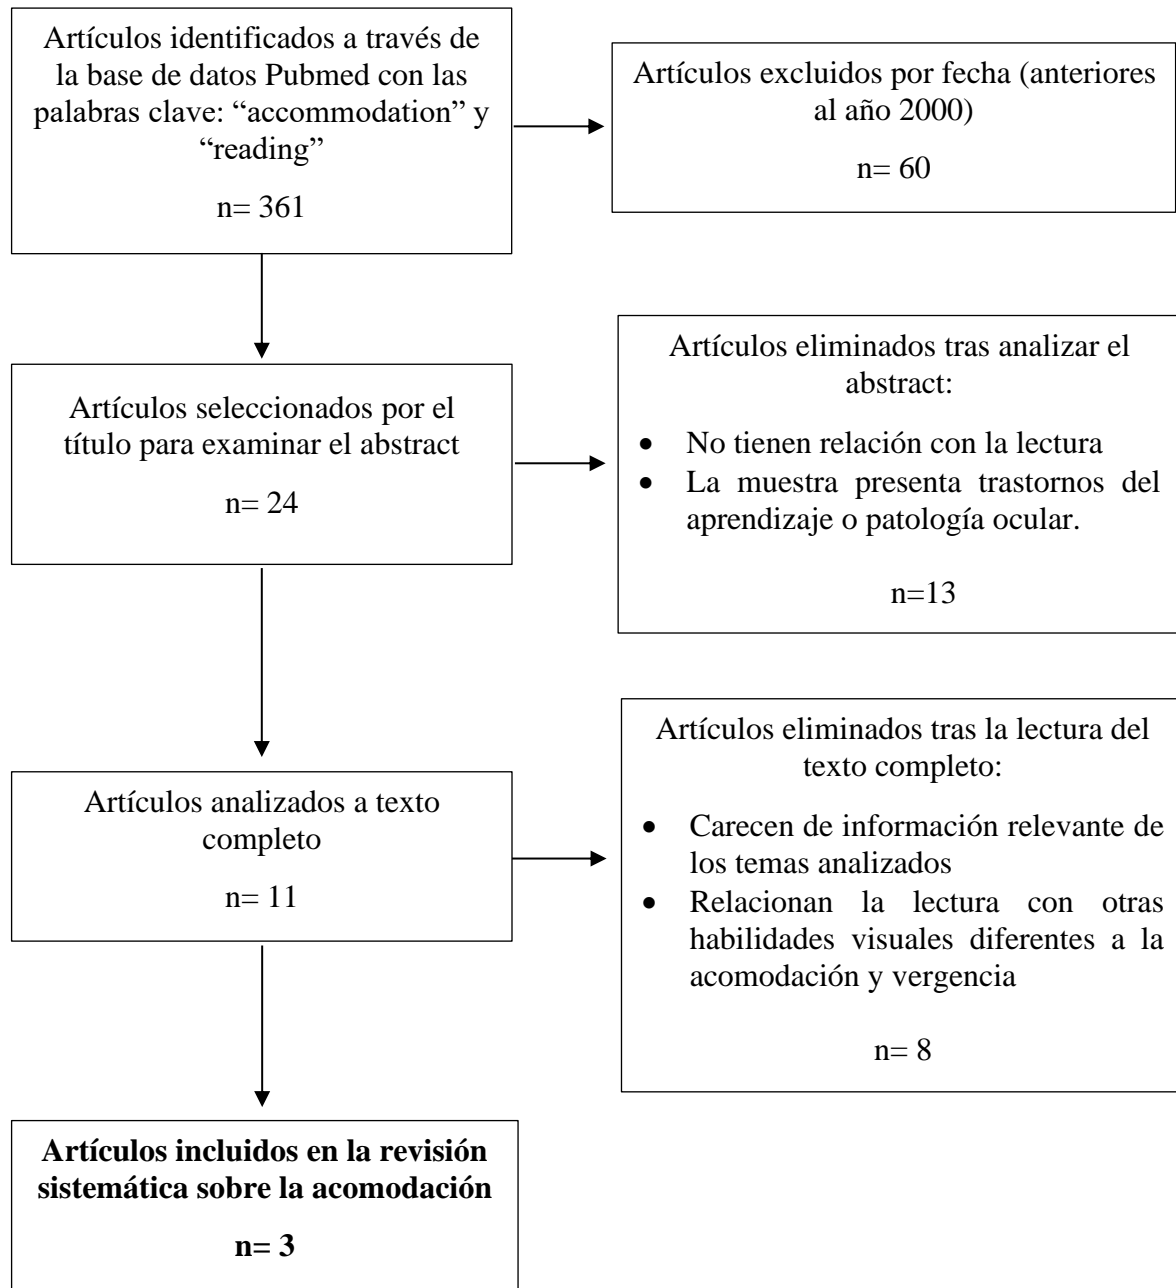 Artículos identificados a través de
la base de datos Pubmed con las
palabras clave: “accommodation” y
“reading”
n= 361
Artículos excluidos por fecha (anteriores
al año 2000)
n= 60
Artículos seleccionados por el
título para examinar el abstract
n= 24
Artículos eliminados tras analizar el
abstract:
• No tienen relación con la lectura
• La muestra presenta trastornos del
aprendizaje o patología ocular.
n=13
Artículos analizados a texto
completo
n= 11
Artículos eliminados tras la lectura del
texto completo:
• Carecen de información relevante de
los temas analizados
• Relacionan la lectura con otras
habilidades visuales diferentes a la
acomodación y vergencia
n= 8
Artículos incluidos en la revisión
sistemática sobre la acomodación
n= 3